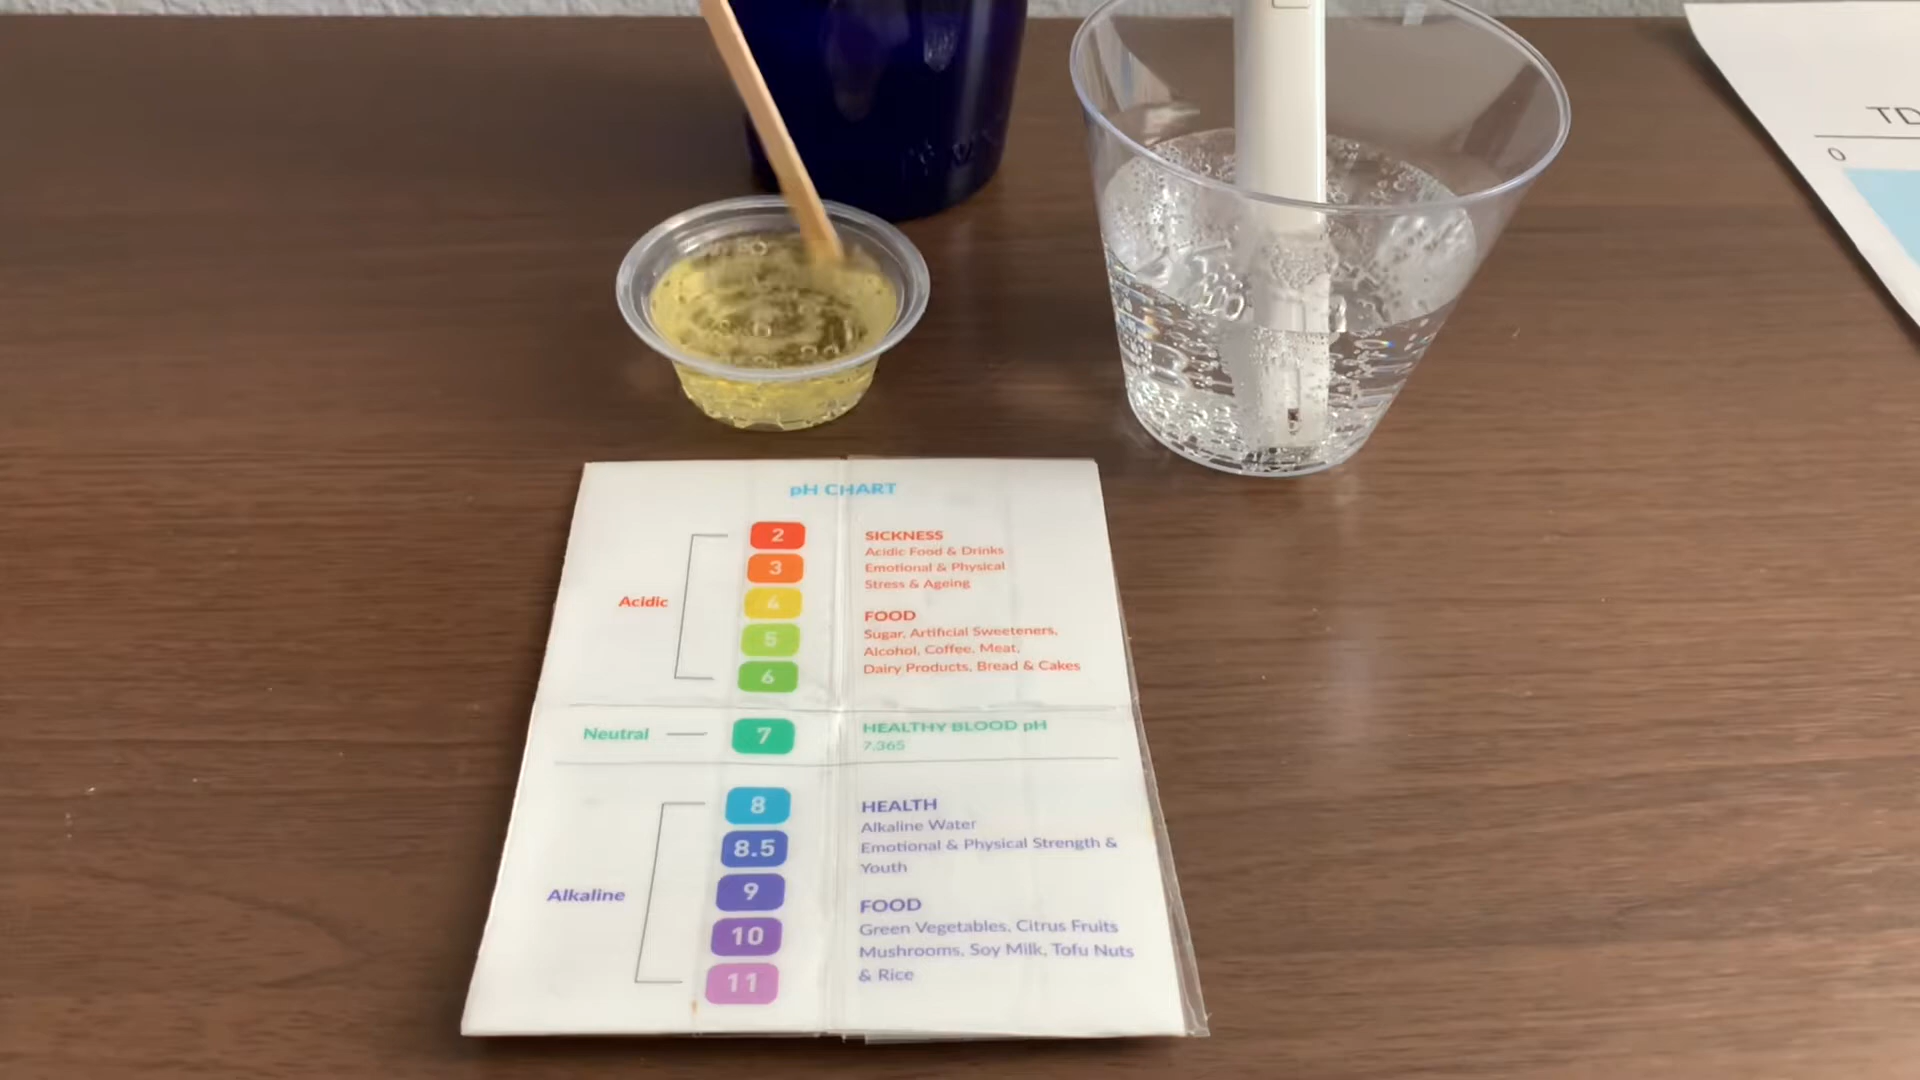 TD
0
pH CHART
2
3
4
5
6
7
8
8.5
9
10
11
Acidic
Neutral
Alkaline
SICKNESS
Acidic Food & Drinks
Emotional & Physical
Stress & Ageing
FOOD
Sugar, Artificial Sweeteners,
Alcohol, Coffee, Meat,
Dairy Products, Bread & Cakes
HEALTHY BLOOD pH
7.365
HEALTH
Alkaline Water
Emotional & Physical Strength &
Youth
FOOD
Green Vegetables, Citrus Fruits
Mushrooms, Soy Milk, Tofu Nuts
& Rice